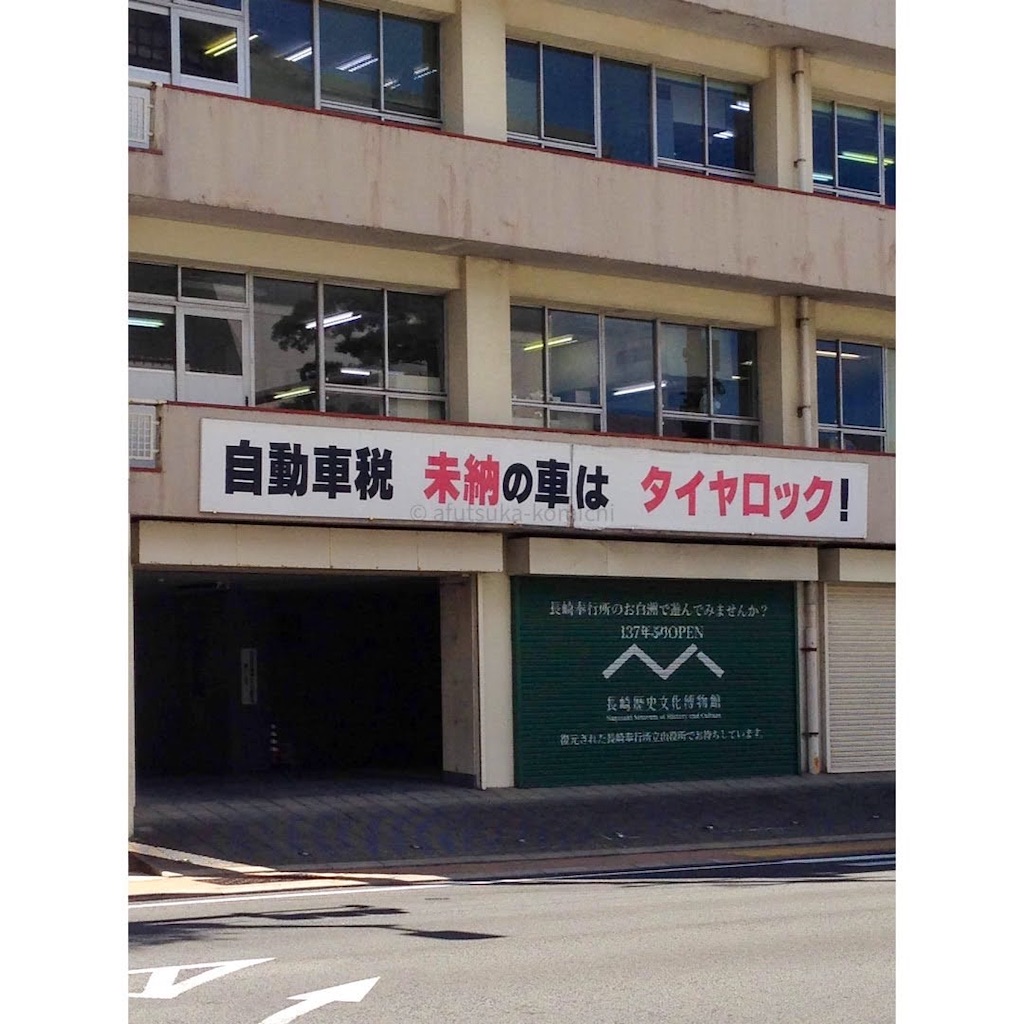 自動車税 未納の車は タイヤロック!
© afutsuka-komichi
長崎奉行所のお白洲で遊んでみませんか?
137年ぶりOPEN
長崎歴史文化博物館
Nagasaki Museum of History and Culture
復元された長崎奉行所立山役所でお待ちしています。